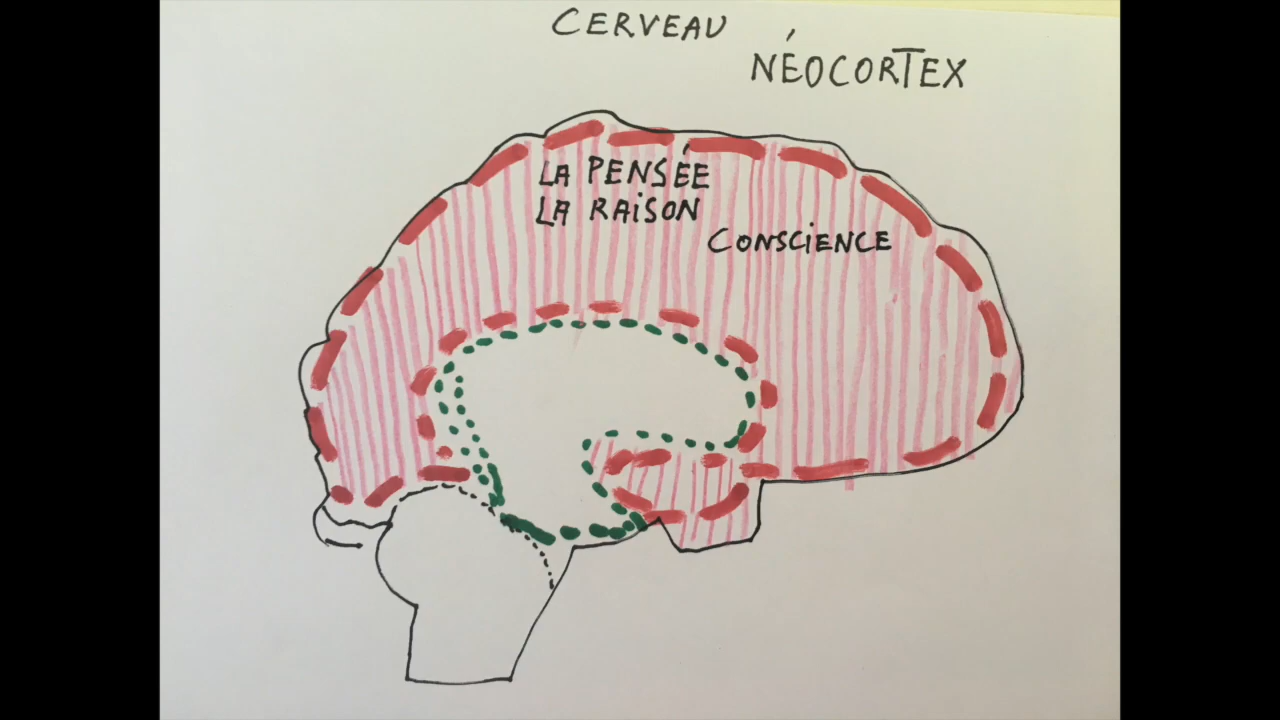 CERVEAU
NÉOCORTEX
LA PENSÉE
LA RAISON
CONSCIENCE